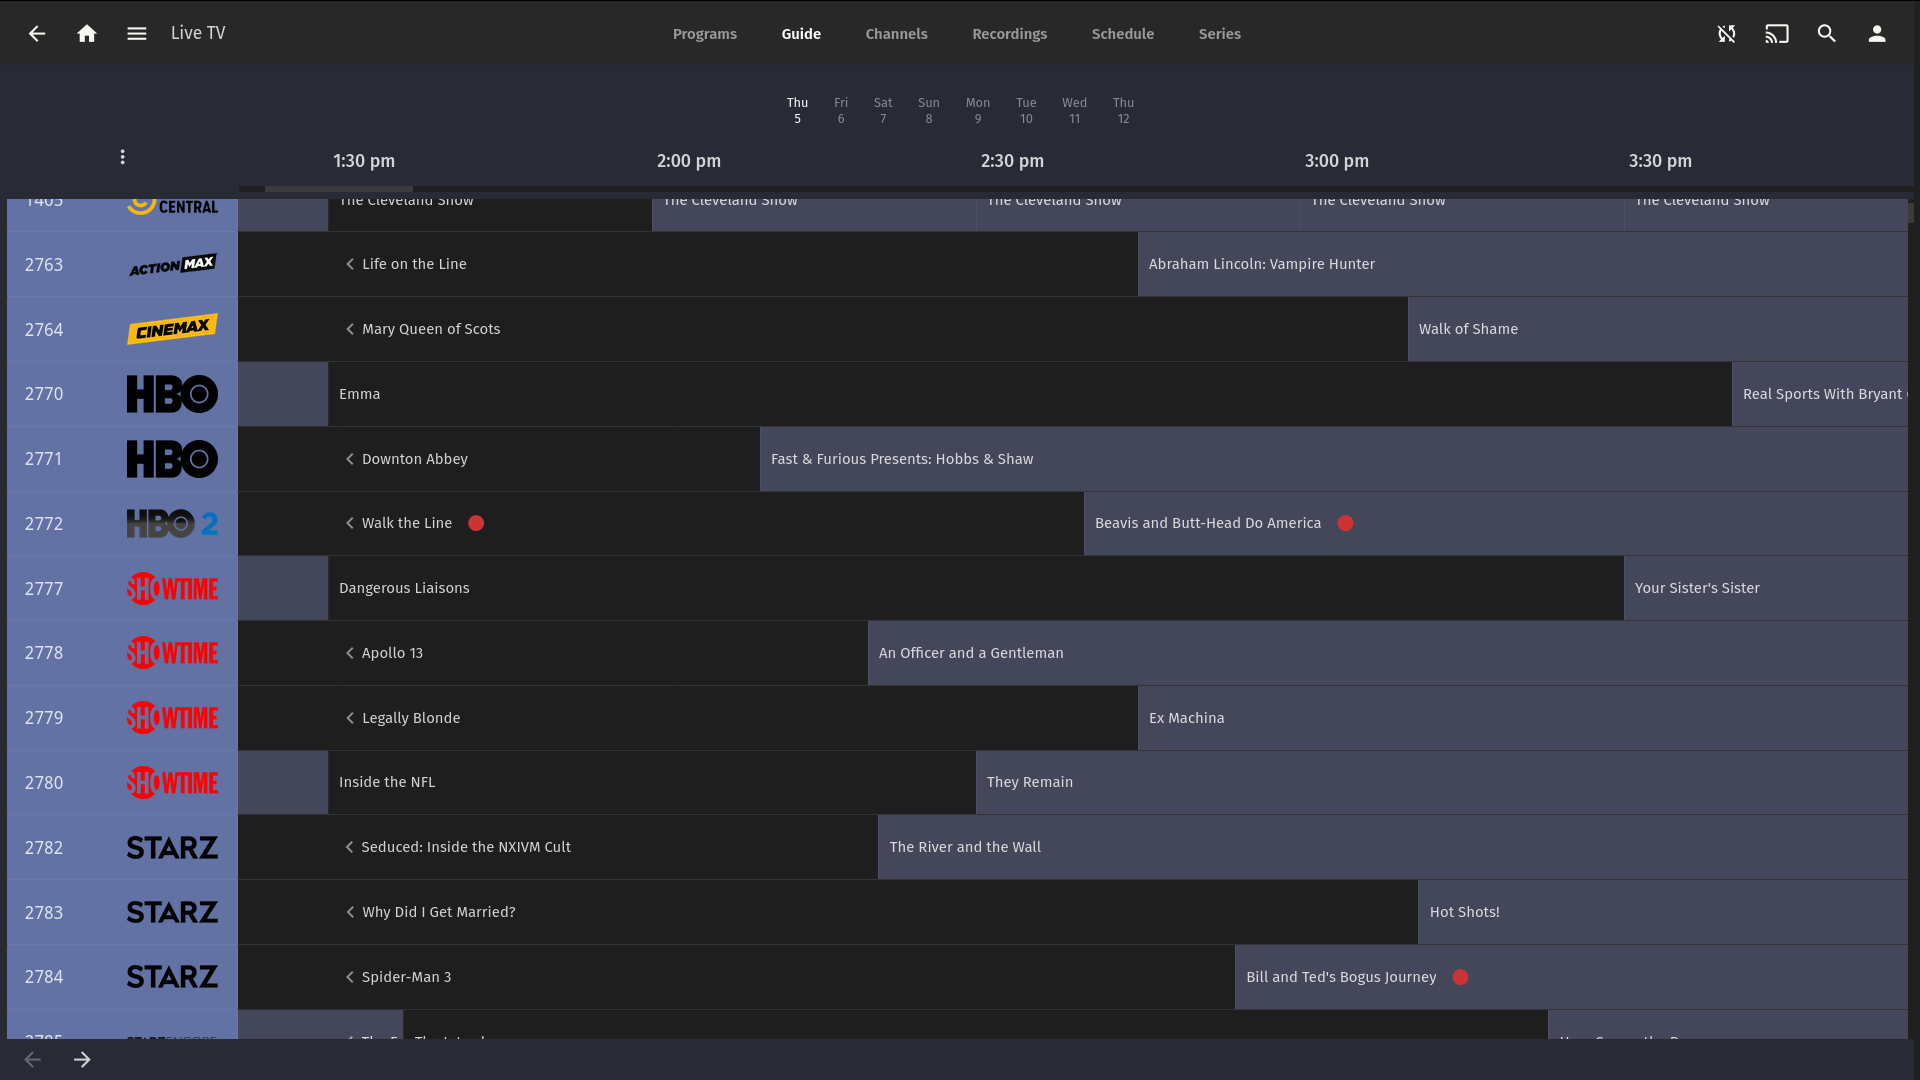 Live TV
Programs Guide Channels Recordings Schedule Series
Thu Fri Sat Sun Mon Tue Wed Thu
5 6 7 8 9 10 11 12
1:30 pm 2:00 pm 2:30 pm 3:00 pm 3:30 pm
1405 CENTRAL The Cleveland Show The Cleveland Show The Cleveland Show The Cleveland Show The Cleveland Show
2763 ACTION MAX Life on the Line Abraham Lincoln: Vampire Hunter
2764 CINEMAX Mary Queen of Scots Walk of Shame
2770 HBO Emma Real Sports With Bryant
2771 HBO Downton Abbey Fast & Furious Presents: Hobbs & Shaw
2772 HBO 2 Walk the Line Beavis and Butt-Head Do America
2777 SHOWTIME Dangerous Liaisons Your Sister's Sister
2778 SHOWTIME Apollo 13 An Officer and a Gentleman
2779 SHOWTIME Legally Blonde Ex Machina
2780 SHOWTIME Inside the NFL They Remain
2782 STARZ Seduced: Inside the NXIVM Cult The River and the Wall
2783 STARZ Why Did I Get Married? Hot Shots!
2784 STARZ Spider-Man 3 Bill and Ted's Bogus Journey
2785 STARZ ENCORE The